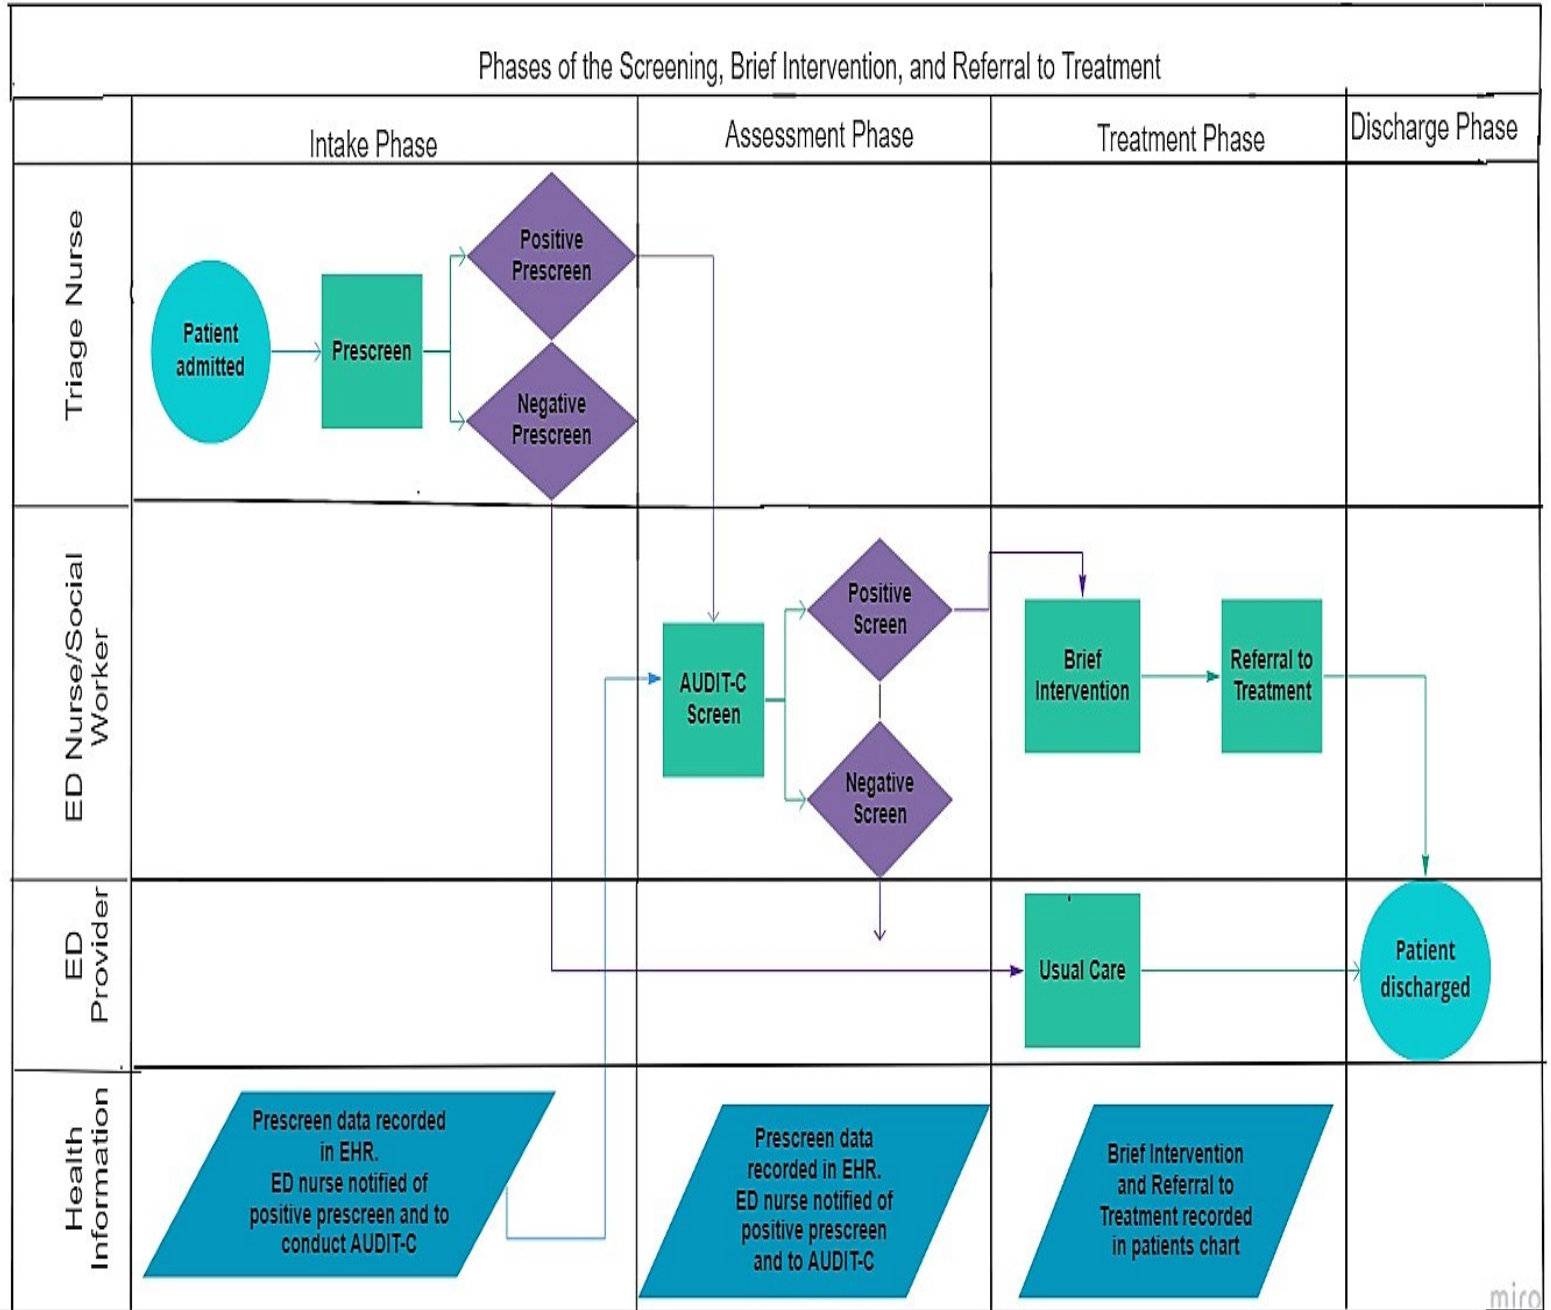 Phases of the Screening, Brief Intervention, and Referral to Treatment
Intake Phase
Assessment Phase
Treatment Phase
Discharge Phase
Triage Nurse
Patient
admitted
Prescreen
Positive
Prescreen
Negative
Prescreen
ED Nurse/Social
Worker
AUDIT-C
Screen
Positive
Screen
Negative
Screen
Brief
Intervention
Referral to
Treatment
ED
Provider
Usual Care
Patient
discharged
Health
Information
Prescreen data recorded
in EHR.
ED nurse notified of
positive prescreen and to
conduct AUDIT-C
Prescreen data
recorded in EHR.
ED nurse notified of
positive prescreen
and to AUDIT-C
Brief Intervention
and Referral to
Treatment recorded
in patients chart
miro